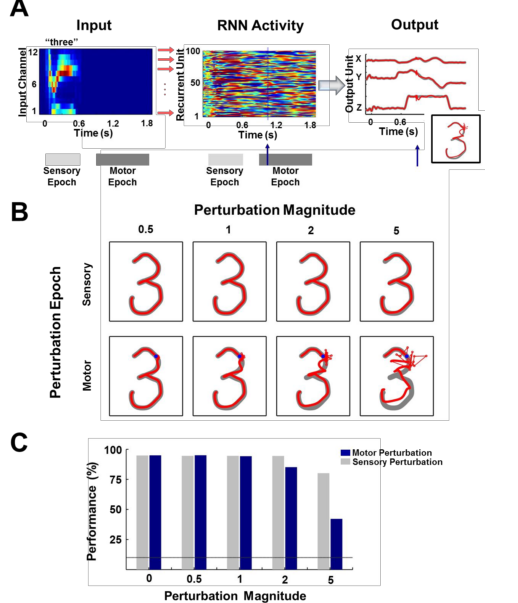 A
Input
RNN Activity
Output
"three"
Input Channel
12
6
1
0
0.6
1.2
1.8
Time (s)
Recurrent Unit
100
50
1
0
0.6
1.2
1.8
Time (s)
Output Unit
X
Y
Z
0
0.6
Time (s)
Sensory
Epoch
Motor
Epoch
Sensory
Epoch
Motor
Epoch
B
Perturbation Magnitude
0.5
1
2
5
Perturbation Epoch
Sensory
Motor
C
Performance (%)
100
75
50
25
0
0.5
1
2
5
Perturbation Magnitude
Motor Perturbation
Sensory Perturbation